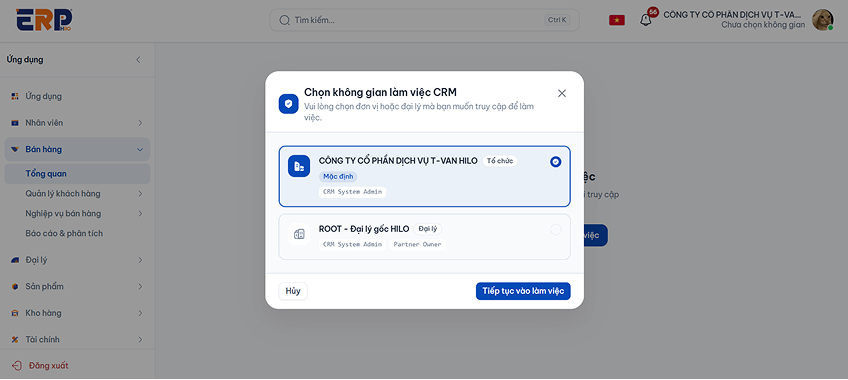 ERP
HILO
Tìm kiếm...
Ctrl K
56
CÔNG TY CỔ PHẦN DỊCH VỤ T-VA...
Chưa chọn không gian
Ứng dụng
Ứng dụng
Nhân viên
Bán hàng
Tổng quan
Quản lý khách hàng
Nghiệp vụ bán hàng
Báo cáo & phân tích
Đại lý
Sản phẩm
Kho hàng
Tài chính
Đăng xuất
Chọn không gian làm việc CRM
Vui lòng chọn đơn vị hoặc đại lý mà bạn muốn truy cập để làm
việc.
CÔNG TY CỔ PHẦN DỊCH VỤ T-VAN HILO Tổ chức
Mặc định
CRM System Admin
ROOT - Đại lý gốc HILO Đại lý
CRM System Admin Partner Owner
Hủy
Tiếp tục vào làm việc
ệc
i truy cập
việc